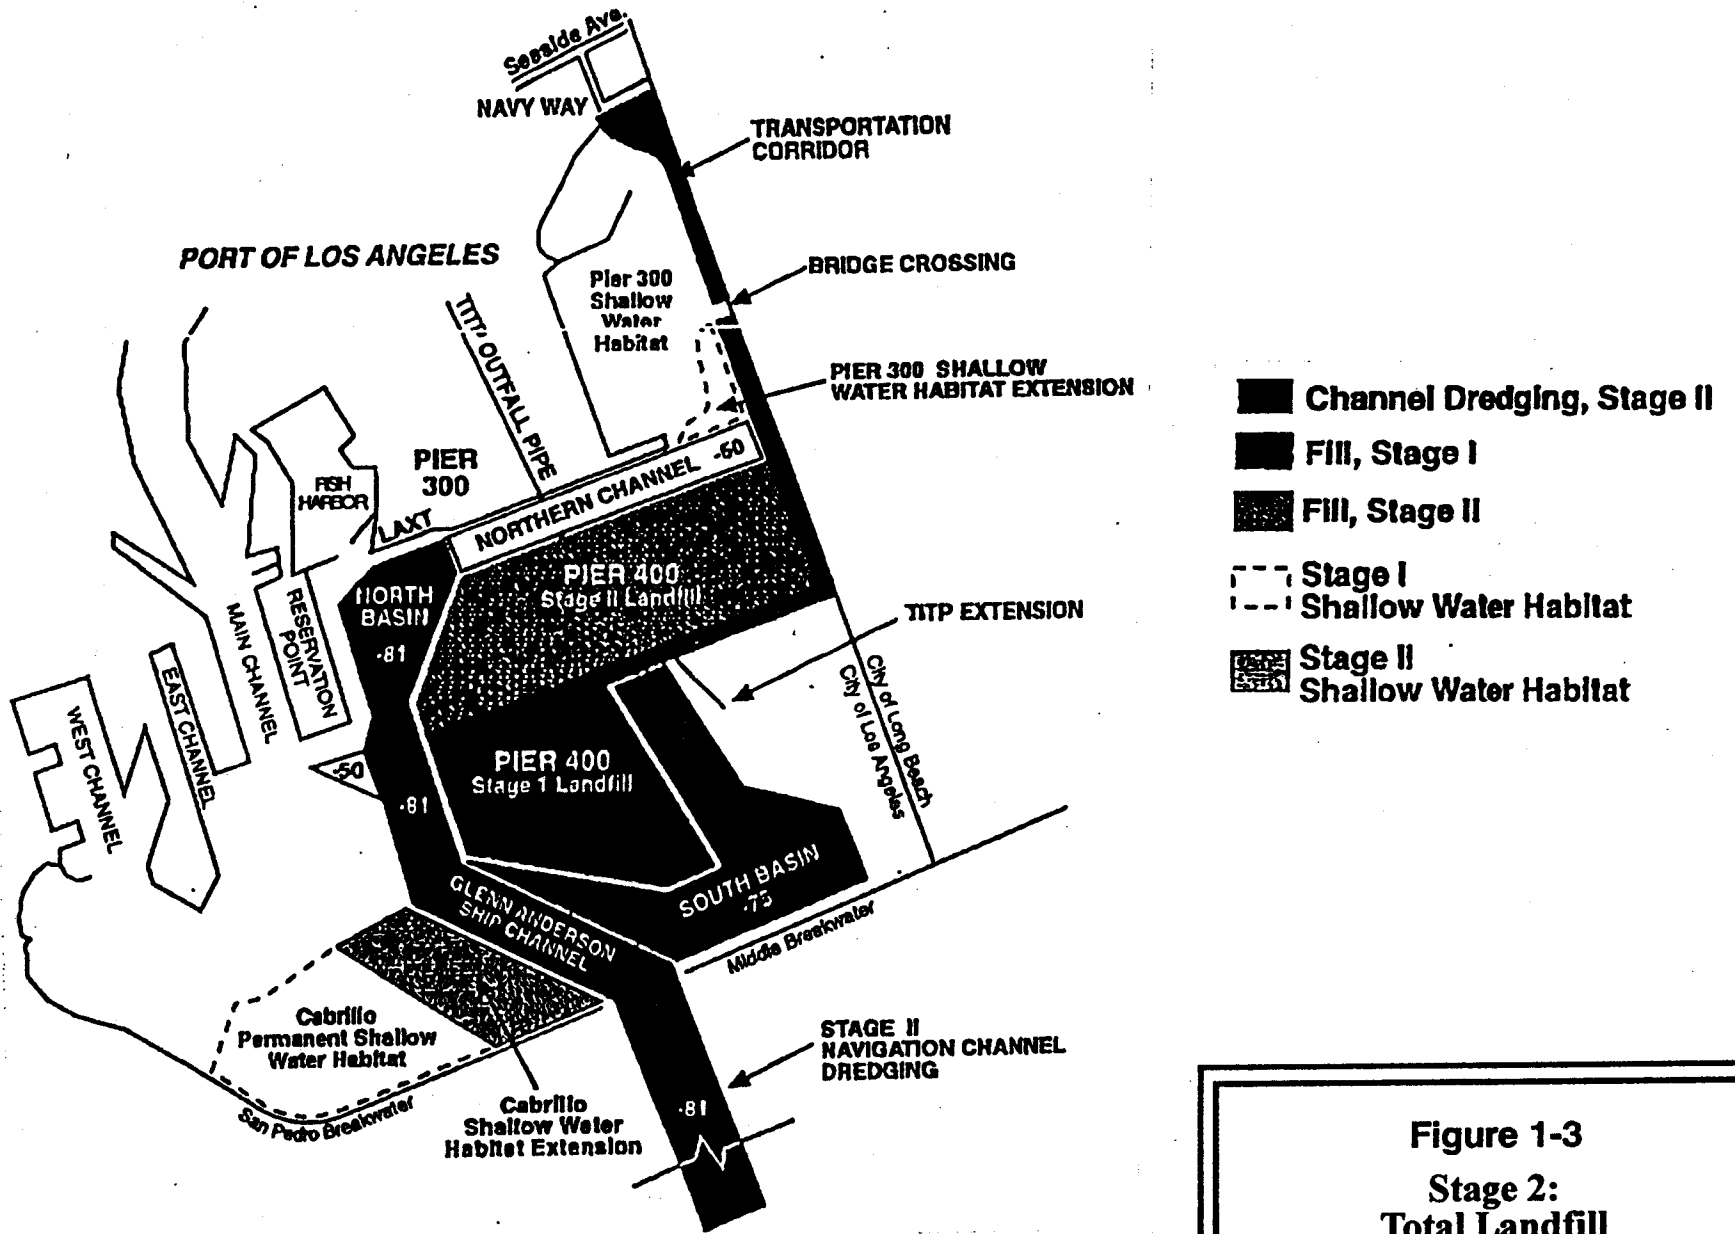 Seaside Ave.
NAVY WAY
TRANSPORTATION
CORRIDOR
PORT OF LOS ANGELES
BRIDGE CROSSING
Pier 300
Shallow
Water
Habitat
TITP OUTFALL PIPE
PIER 300 SHALLOW
WATER HABITAT EXTENSION
Channel Dredging, Stage II
Fill, Stage I
Fill, Stage II
Stage I
Shallow Water Habitat
Stage II
Shallow Water Habitat
PIER
300
FISH
HARBOR
LAXT
NORTHERN CHANNEL -50
PIER 400
Stage II Landfill
NORTH
BASIN
-81
RESERVATION
POINT
MAIN CHANNEL
TITP EXTENSION
EAST CHANNEL
WEST CHANNEL
City of Long Beach
City of Los Angeles
PIER 400
Stage 1 Landfill
-50
-81
SOUTH BASIN
-75
GLENN ANDERSON
SHIP CHANNEL
Middle Breakwater
Cabrillo
Permanent Shallow
Water Habitat
STAGE II
NAVIGATION CHANNEL
DREDGING
San Pedro Breakwater
Cabrillo
Shallow Water
Habitat Extension
-81
Figure 1-3
Stage 2:
Total Landfill